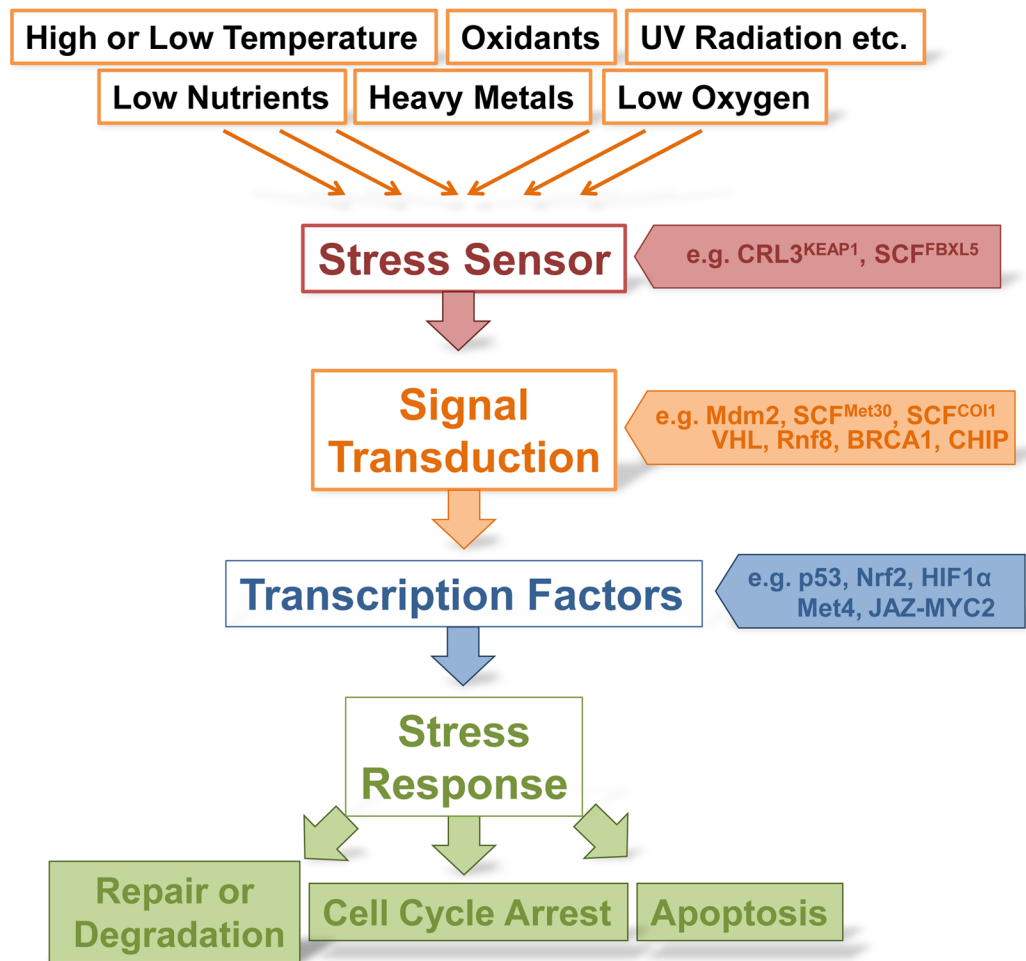 High or Low Temperature
Oxidants
UV Radiation etc.
Low Nutrients
Heavy Metals
Low Oxygen
Stress Sensor
e.g. CRL3ᴷᴱᴬᴾ¹, SCFᶠᴮˣᴸ⁵
Signal
Transduction
e.g. Mdm2, SCFᴹᵉᵗ³⁰, SCFᶜᴼᴵ¹
VHL, Rnf8, BRCA1, CHIP
Transcription Factors
e.g. p53, Nrf2, HIF1α
Met4, JAZ-MYC2
Stress
Response
Repair or
Degradation
Cell Cycle Arrest
Apoptosis